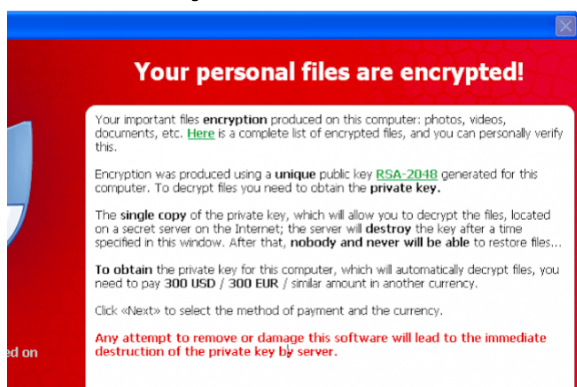 Your personal files are encrypted!
Your important files encryption produced on this computer: photos, videos,
documents, etc. Here is a complete list of encrypted files, and you can personally verify
this.
Encryption was produced using a unique public key RSA-2048 generated for this
computer. To decrypt files you need to obtain the private key.
The single copy of the private key, which will allow you to decrypt the files, located
on a secret server on the Internet; the server will destroy the key after a time
specified in this window. After that, nobody and never will be able to restore files...
To obtain the private key for this computer, which will automatically decrypt files, you
need to pay 300 USD / 300 EUR / similar amount in another currency.
Click «Next» to select the method of payment and the currency.
Any attempt to remove or damage this software will lead to the immediate
destruction of the private key by server.
ed on